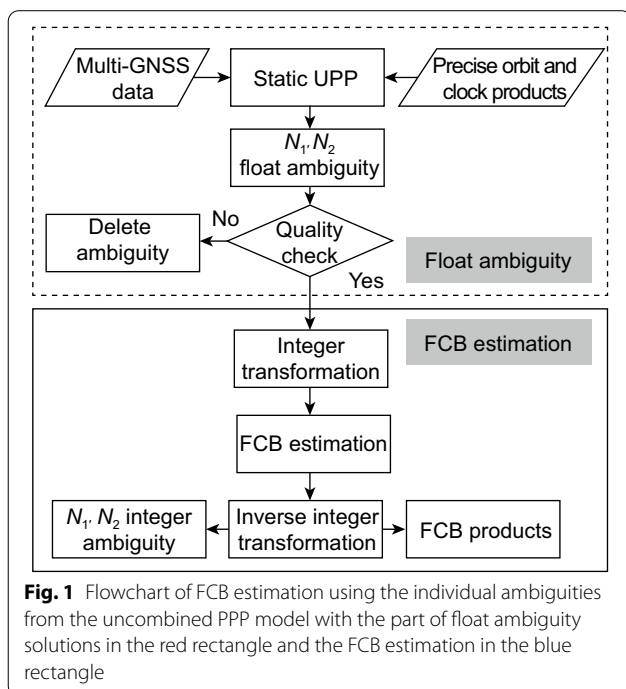 Multi-GNSS
data
Static UPP
Precise orbit and
clock products
N₁, N₂
float ambiguity
Delete
ambiguity
No
Quality
check
Float ambiguity
Yes
Integer
transformation
FCB estimation
FCB estimation
N₁, N₂ integer
ambiguity
Inverse integer
transformation
FCB products
Fig. 1 Flowchart of FCB estimation using the individual ambiguities
from the uncombined PPP model with the part of float ambiguity
solutions in the red rectangle and the FCB estimation in the blue
rectangle